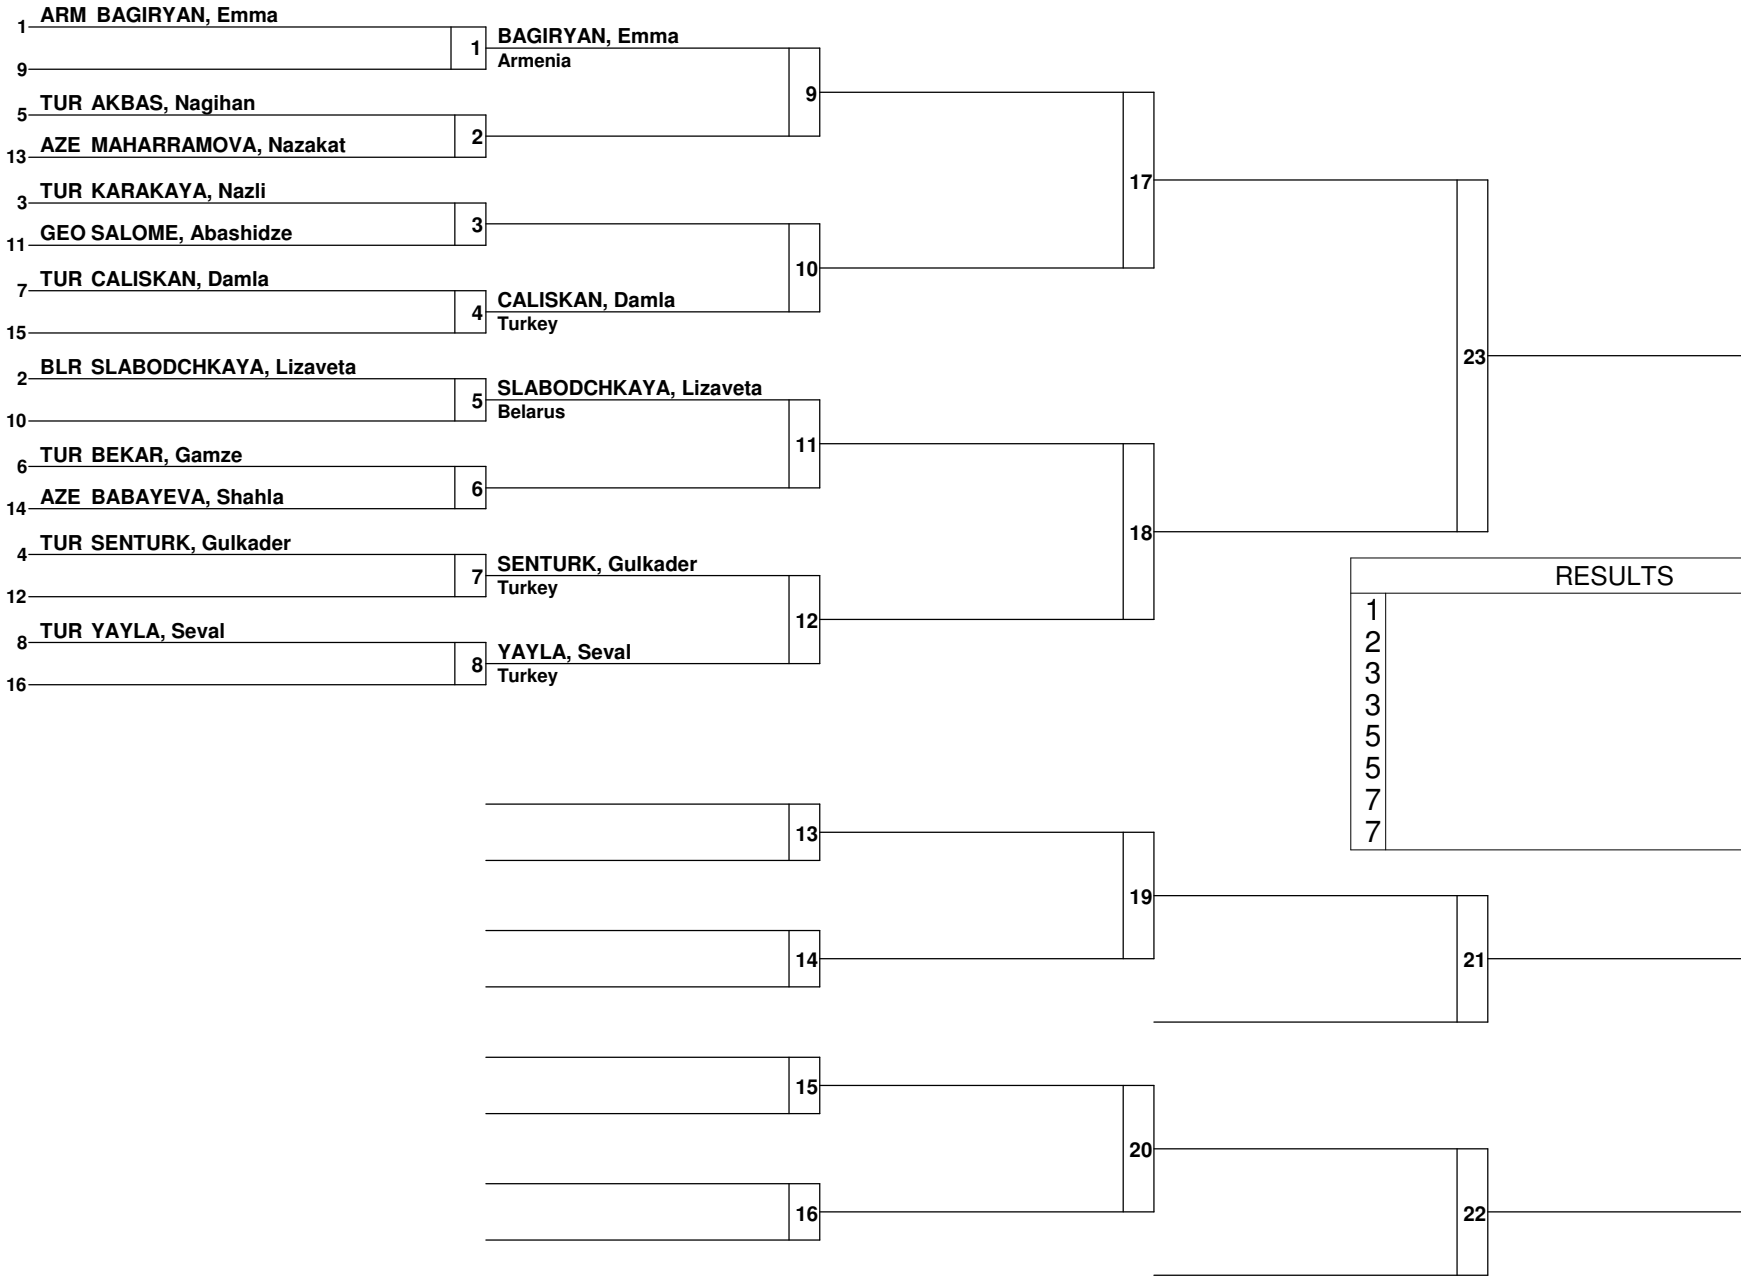 1 ARM BAGIRYAN, Emma
9
1 BAGIRYAN, Emma
Armenia
5 TUR AKBAS, Nagihan
13 AZE MAHARRAMOVA, Nazakat
2
9
3 TUR KARAKAYA, Nazli
11 GEO SALOME, Abashidze
3
7 TUR CALISKAN, Damla
15
4 CALISKAN, Damla
Turkey
10
17
2 BLR SLABODCHKAYA, Lizaveta
10
5 SLABODCHKAYA, Lizaveta
Belarus
6 TUR BEKAR, Gamze
14 AZE BABAYEVA, Shahla
6
11
4 TUR SENTURK, Gulkader
12
7 SENTURK, Gulkader
Turkey
8 TUR YAYLA, Seval
16
8 YAYLA, Seval
Turkey
12
18
23
RESULTS
1
2
3
3
5
5
7
7
13
14
19
21
15
16
20
22